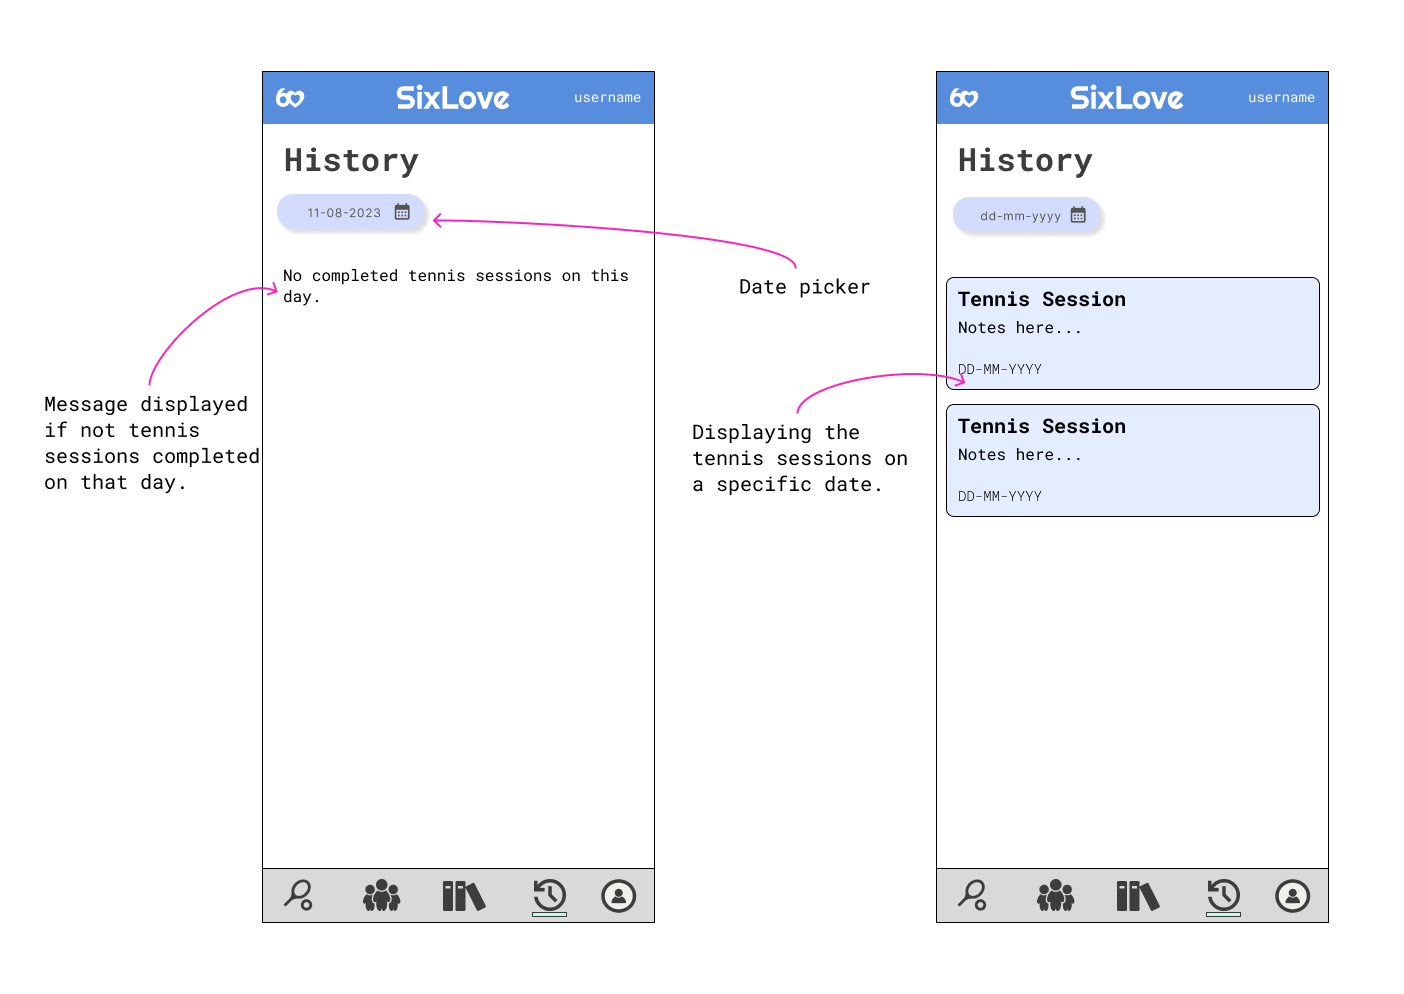 SixLove
username
History
11-08-2023
No completed tennis sessions on this
day.
Message displayed
if not tennis
sessions completed
on that day.
Date picker
Displaying the
tennis sessions on
a specific date.
SixLove
username
History
dd-mm-yyyy
Tennis Session
Notes here...
DD-MM-YYYY
Tennis Session
Notes here...
DD-MM-YYYY